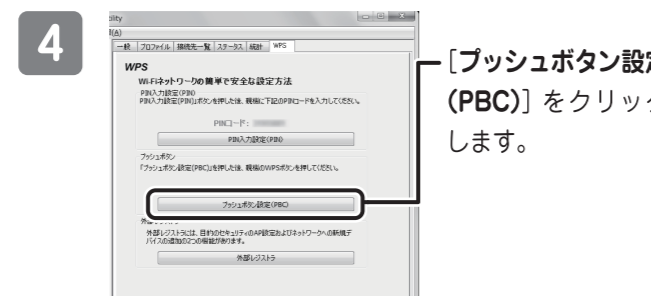 4
ility
(A)
一般 プロファイル 接続先一覧 ステータス 統計 WPS
WPS
Wi-Fiネットワークの簡単で安全な設定方法
PIN入力設定(PIN)
PIN入力設定(PIN)ボタンを押した後、親機に下記のPINコードを入力してください。
PINコード:
PIN入力設定(PIN)
プッシュボタン
「プッシュボタン設定(PBC)」を押した後、親機のWPSボタンを押してください。
プッシュボタン設定(PBC)
外部レジストラには、目的のセキュリティのAP設定およびネットワークへの新規デ
バイスの追加の2つの機能があります。
外部レジストラ
[プッシュボタン設定
(PBC)] をクリック
します。